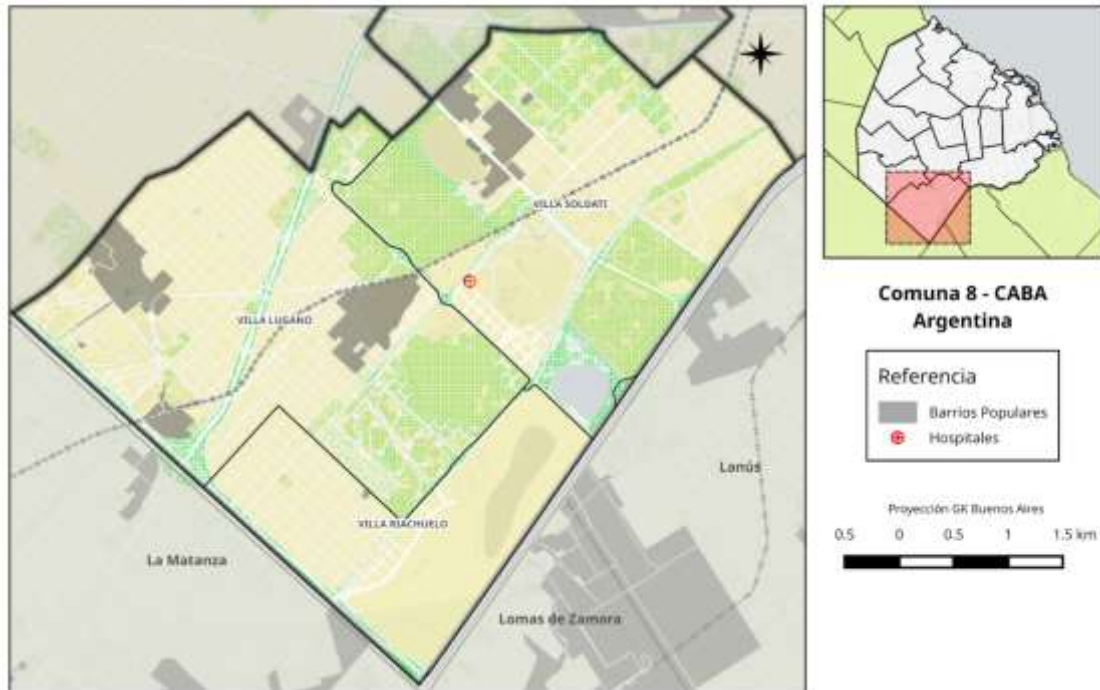 VILLA SOLDATI
VILLA LUGANO
VILLA RIACHUELO
Lanús
La Matanza
Lomas de Zamora
Comuna 8 - CABA
Argentina
Referencia
Barrios Populares
Hospitales
Proyección GK Buenos Aires
0.5 0 0.5 1 1.5 km